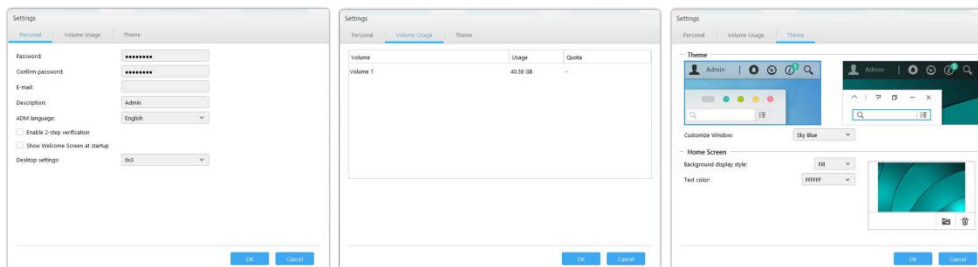 Settings
Personal Volume Usage Theme
Password: ••••••••
Confirm password: ••••••••
E-mail:
Description: Admin
ADM language: English
Enable 2-step verification
Show Welcome Screen at startup
Desktop settings: 6x3
OK Cancel
Settings
Personal Volume Usage Theme
Volume Usage Quota
Volume 1 40.58 GB -
OK Cancel
Settings
Personal Volume Usage Theme
Theme
Admin
Admin
Customize Window: Sky Blue
Home Screen
Background display style: Fill
Text color: FFFFFF
OK Cancel